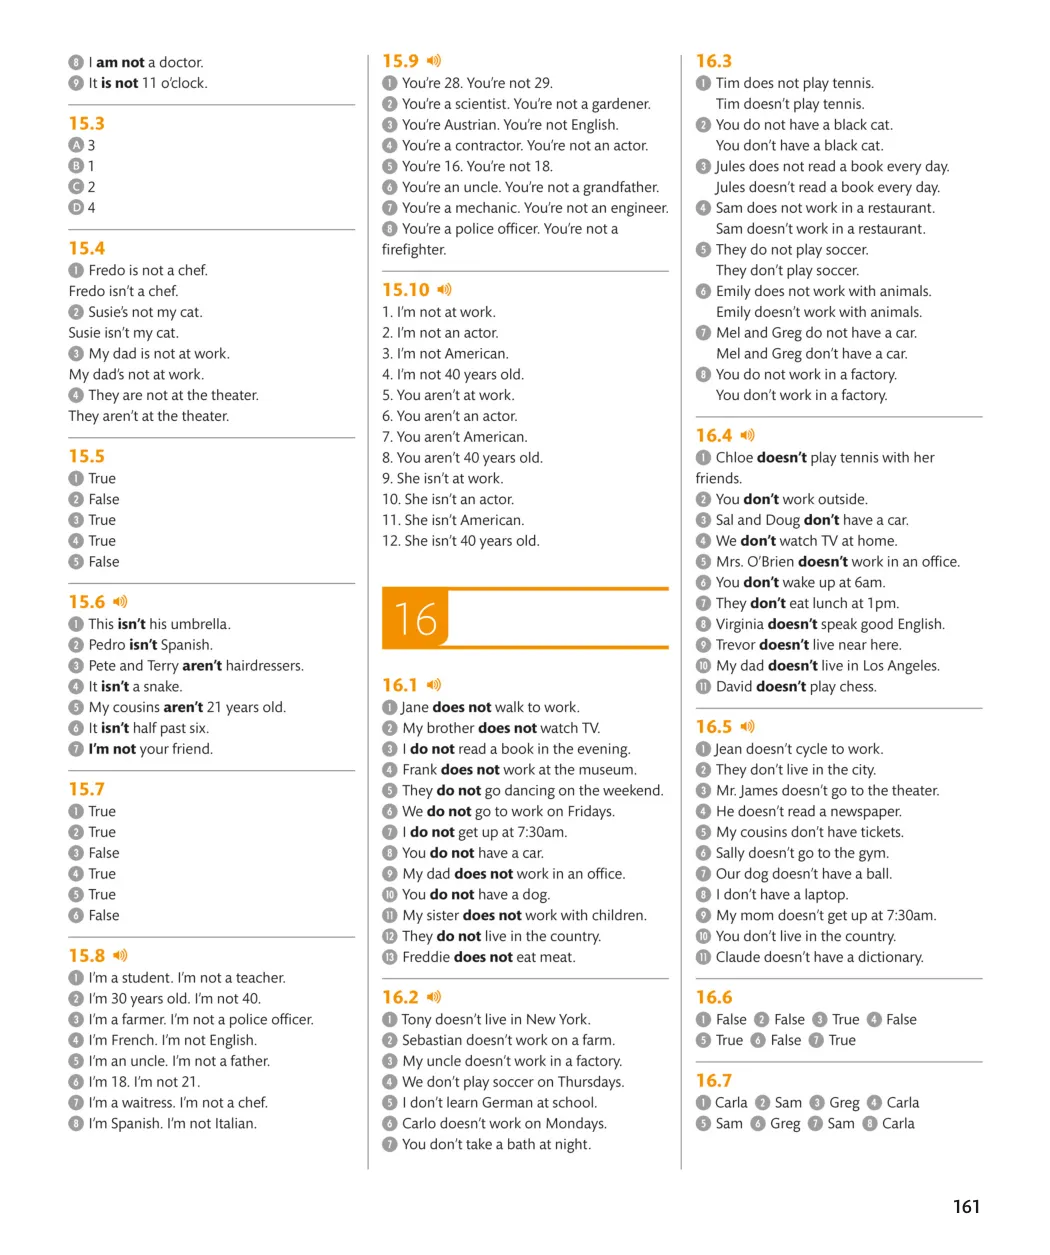 8 I am not a doctor.
9 It is not 11 o'clock.
15.3
A 3
B 1
C 2
D 4
15.4
1 Fredo is not a chef.
Fredo isn't a chef.
2 Susie's not my cat.
Susie isn't my cat.
3 My dad is not at work.
My dad's not at work.
4 They are not at the theater.
They aren't at the theater.
15.5
1 True
2 False
3 True
4 True
5 False
15.6
1 This isn't his umbrella.
2 Pedro isn't Spanish.
3 Pete and Terry aren't hairdressers.
4 It isn't a snake.
5 My cousins aren't 21 years old.
6 It isn't half past six.
7 I'm not your friend.
15.7
1 True
2 True
3 False
4 True
5 True
6 False
15.8
1 I'm a student. I'm not a teacher.
2 I'm 30 years old. I'm not 40.
3 I'm a farmer. I'm not a police officer.
4 I'm French. I'm not English.
5 I'm an uncle. I'm not a father.
6 I'm 18. I'm not 21.
7 I'm a waitress. I'm not a chef.
8 I'm Spanish. I'm not Italian.
15.9
1 You're 28. You're not 29.
2 You're a scientist. You're not a gardener.
3 You're Austrian. You're not English.
4 You're a contractor. You're not an actor.
5 You're 16. You're not 18.
6 You're an uncle. You're not a grandfather.
7 You're a mechanic. You're not an engineer.
8 You're a police officer. You're not a
firefighter.
15.10
1. I'm not at work.
2. I'm not an actor.
3. I'm not American.
4. I'm not 40 years old.
5. You aren't at work.
6. You aren't an actor.
7. You aren't American.
8. You aren't 40 years old.
9. She isn't at work.
10. She isn't an actor.
11. She isn't American.
12. She isn't 40 years old.
16
16.1
1 Jane does not walk to work.
2 My brother does not watch TV.
3 I do not read a book in the evening.
4 Frank does not work at the museum.
5 They do not go dancing on the weekend.
6 We do not go to work on Fridays.
7 I do not get up at 7:30am.
8 You do not have a car.
9 My dad does not work in an office.
10 You do not have a dog.
11 My sister does not work with children.
12 They do not live in the country.
13 Freddie does not eat meat.
16.2
1 Tony doesn't live in New York.
2 Sebastian doesn't work on a farm.
3 My uncle doesn't work in a factory.
4 We don't play soccer on Thursdays.
5 I don't learn German at school.
6 Carlo doesn't work on Mondays.
7 You don't take a bath at night.
16.3
1 Tim does not play tennis.
Tim doesn't play tennis.
2 You do not have a black cat.
You don't have a black cat.
3 Jules does not read a book every day.
Jules doesn't read a book every day.
4 Sam does not work in a restaurant.
Sam doesn't work in a restaurant.
5 They do not play soccer.
They don't play soccer.
6 Emily does not work with animals.
Emily doesn't work with animals.
7 Mel and Greg do not have a car.
Mel and Greg don't have a car.
8 You do not work in a factory.
You don't work in a factory.
16.4
1 Chloe doesn't play tennis with her
friends.
2 You don't work outside.
3 Sal and Doug don't have a car.
4 We don't watch TV at home.
5 Mrs. O'Brien doesn't work in an office.
6 You don't wake up at 6am.
7 They don't eat lunch at 1pm.
8 Virginia doesn't speak good English.
9 Trevor doesn't live near here.
10 My dad doesn't live in Los Angeles.
11 David doesn't play chess.
16.5
1 Jean doesn't cycle to work.
2 They don't live in the city.
3 Mr. James doesn't go to the theater.
4 He doesn't read a newspaper.
5 My cousins don't have tickets.
6 Sally doesn't go to the gym.
7 Our dog doesn't have a ball.
8 I don't have a laptop.
9 My mom doesn't get up at 7:30am.
10 You don't live in the country.
11 Claude doesn't have a dictionary.
16.6
1 False 2 False 3 True 4 False
5 True 6 False 7 True
16.7
1 Carla 2 Sam 3 Greg 4 Carla
5 Sam 6 Greg 7 Sam 8 Carla
161